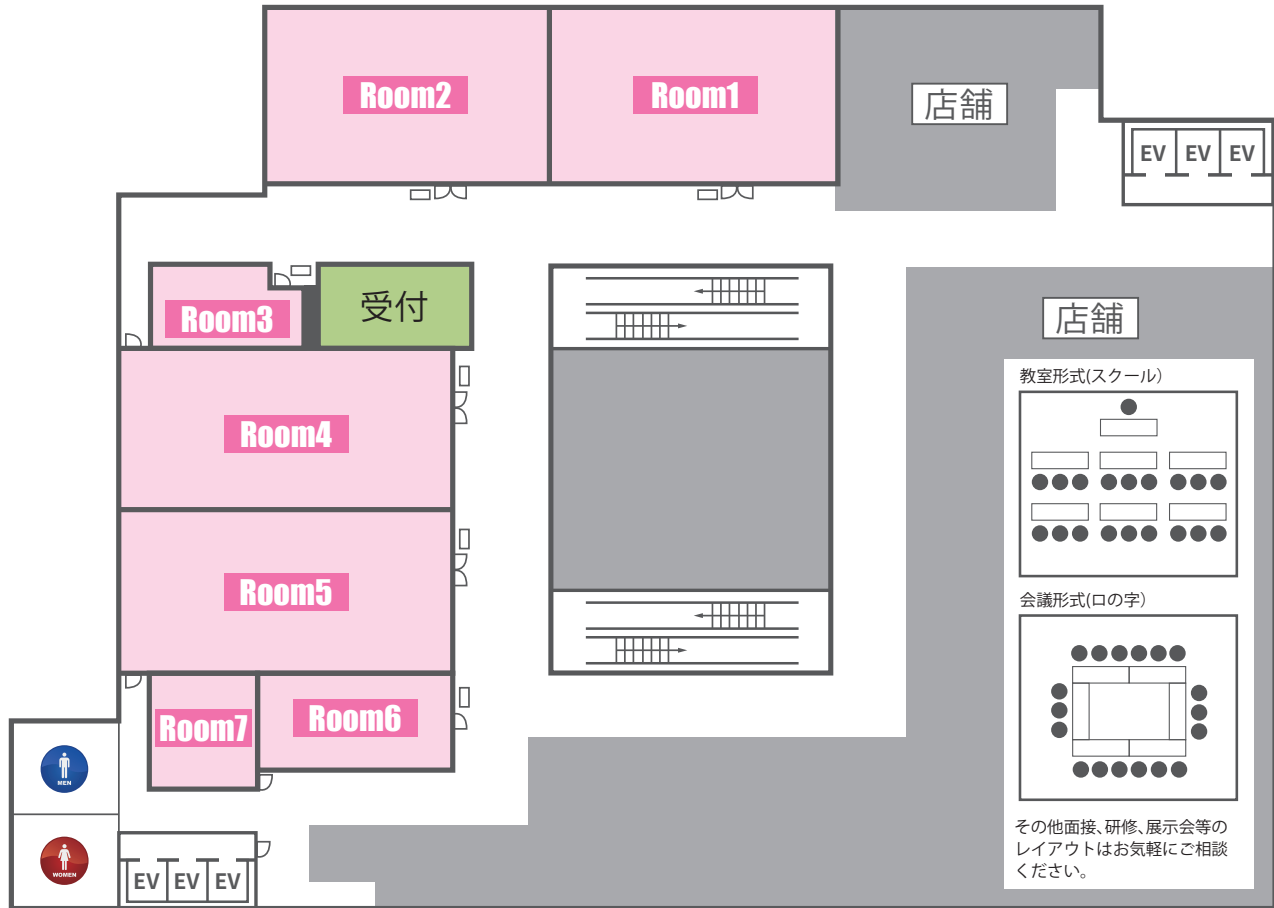 Room2
Room1
店舗
EV
EV
EV
Room3
受付
店舗
教室形式(スクール)
Room4
Room5
会議形式(ロの字)
Room7
Room6
MEN
WOMEN
EV
EV
EV
その他面接、研修、展示会等の
レイアウトはお気軽にご相談
ください。